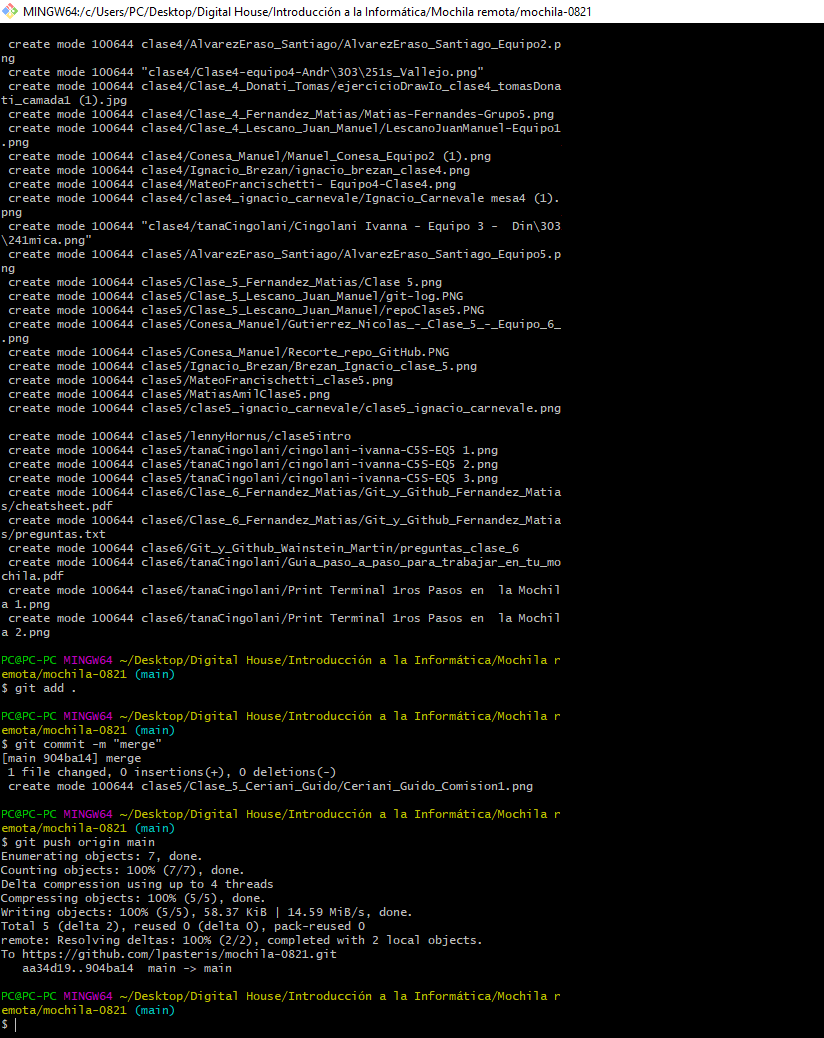 MINGW64:/c/Users/PC/Desktop/Digital House/Introducción a la Informática/Mochila remota/mochila-0821
 create mode 100644 clase4/AlvarezEraso_Santiago/AlvarezEraso_Santiago_Equipo2.p
ng
 create mode 100644 "clase4/Clase4-equipo4-Andr\303\251s_Vallejo.png"
 create mode 100644 clase4/Clase_4_Donati_Tomas/ejercicioDrawIo_clase4_tomasDona
ti_camada1 (1).jpg
 create mode 100644 clase4/Clase_4_Fernandez_Matias/Matias-Fernandes-Grupo5.png
 create mode 100644 clase4/Clase_4_Lescano_Juan_Manuel/LescanoJuanManuel-Equipo1
.png
 create mode 100644 clase4/Conesa_Manuel/Manuel_Conesa_Equipo2 (1).png
 create mode 100644 clase4/Ignacio_Brezan/ignacio_brezan_clase4.png
 create mode 100644 clase4/MateoFrancischetti- Equipo4-Clase4.png
 create mode 100644 clase4/clase4_ignacio_carnevale/Ignacio_Carnevale mesa4 (1).
png
 create mode 100644 "clase4/tanaCingolani/Cingolani Ivanna - Equipo 3 -  Din\303
\241mica.png"
 create mode 100644 clase5/AlvarezEraso_Santiago/AlvarezEraso_Santiago_Equipo5.p
ng
 create mode 100644 clase5/Clase_5_Fernandez_Matias/Clase 5.png
 create mode 100644 clase5/Clase_5_Lescano_Juan_Manuel/git-log.PNG
 create mode 100644 clase5/Clase_5_Lescano_Juan_Manuel/repoClase5.PNG
 create mode 100644 clase5/Conesa_Manuel/Gutierrez_Nicolas_-_Clase_5_-_Equipo_6_
.png
 create mode 100644 clase5/Conesa_Manuel/Recorte_repo_GitHub.PNG
 create mode 100644 clase5/Ignacio_Brezan/Brezan_Ignacio_clase_5.png
 create mode 100644 clase5/MateoFrancischetti_clase5.png
 create mode 100644 clase5/MatiasAmilClase5.png
 create mode 100644 clase5/clase5_ignacio_carnevale/clase5_ignacio_carnevale.png
 create mode 100644 clase5/lennyHornus/clase5intro
 create mode 100644 clase5/tanaCingolani/cingolani-ivanna-C5S-EQ5 1.png
 create mode 100644 clase5/tanaCingolani/cingolani-ivanna-C5S-EQ5 2.png
 create mode 100644 clase5/tanaCingolani/cingolani-ivanna-C5S-EQ5 3.png
 create mode 100644 clase6/Clase_6_Fernandez_Matias/Git_y_Github_Fernandez_Matia
s/cheatsheet.pdf
 create mode 100644 clase6/Clase_6_Fernandez_Matias/Git_y_Github_Fernandez_Matia
s/preguntas.txt
 create mode 100644 clase6/Git_y_Github_Wainstein_Martin/preguntas_clase_6
 create mode 100644 clase6/tanaCingolani/Guia_paso_a_paso_para_trabajar_en_tu_mo
chila.pdf
 create mode 100644 clase6/tanaCingolani/Print Terminal 1ros Pasos en  la Mochil
a 1.png
 create mode 100644 clase6/tanaCingolani/Print Terminal 1ros Pasos en  la Mochil
a 2.png
PC@PC-PC MINGW64 ~/Desktop/Digital House/Introducción a la Informática/Mochila r
emota/mochila-0821 (main)
$ git add .
PC@PC-PC MINGW64 ~/Desktop/Digital House/Introducción a la Informática/Mochila r
emota/mochila-0821 (main)
$ git commit -m "merge"
[main 904ba14] merge
 1 file changed, 0 insertions(+), 0 deletions(-)
 create mode 100644 clase5/Clase_5_Ceriani_Guido/Ceriani_Guido_Comision1.png
PC@PC-PC MINGW64 ~/Desktop/Digital House/Introducción a la Informática/Mochila r
emota/mochila-0821 (main)
$ git push origin main
Enumerating objects: 7, done.
Counting objects: 100% (7/7), done.
Delta compression using up to 4 threads
Compressing objects: 100% (5/5), done.
Writing objects: 100% (5/5), 58.37 KiB | 14.59 MiB/s, done.
Total 5 (delta 2), reused 0 (delta 0), pack-reused 0
remote: Resolving deltas: 100% (2/2), completed with 2 local objects.
To https://github.com/lpasteris/mochila-0821.git
   aa34d19..904ba14  main -> main
PC@PC-PC MINGW64 ~/Desktop/Digital House/Introducción a la Informática/Mochila r
emota/mochila-0821 (main)
$